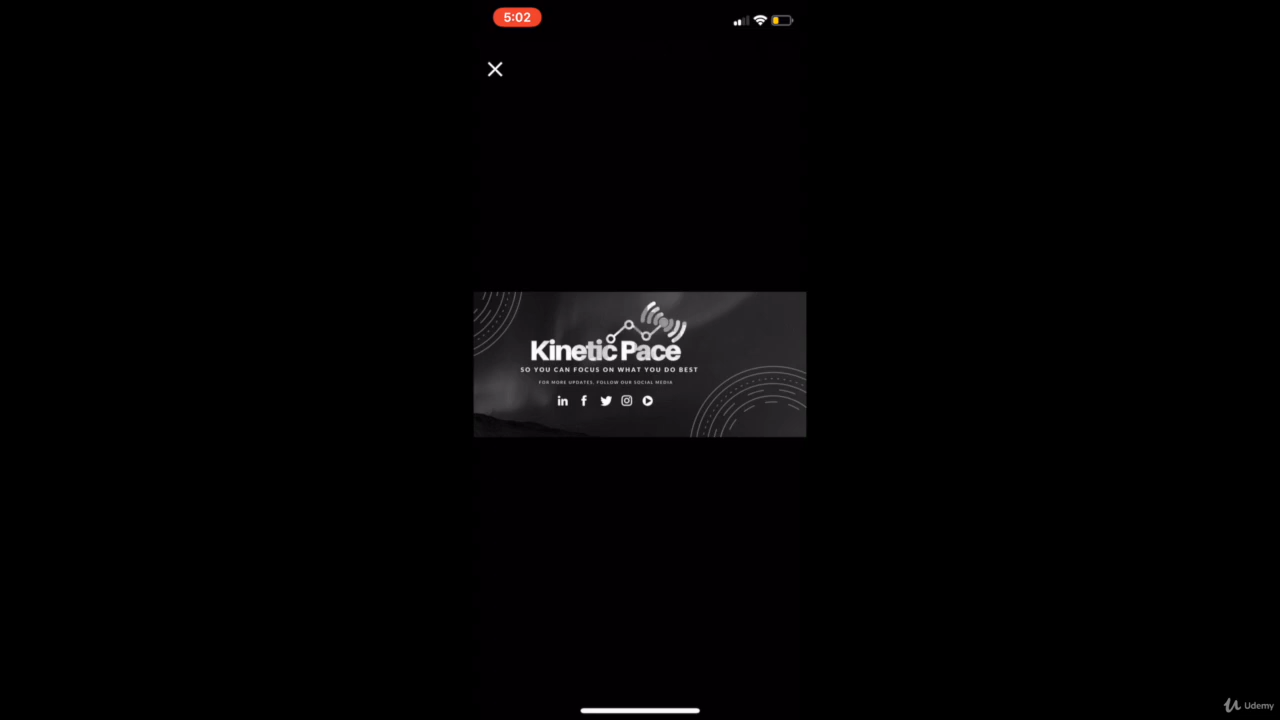 5:02
Kinetic Pace
SO YOU CAN FOCUS ON WHAT YOU DO BEST
FOR MORE UPDATES, FOLLOW OUR SOCIAL MEDIA
in f
Udemy